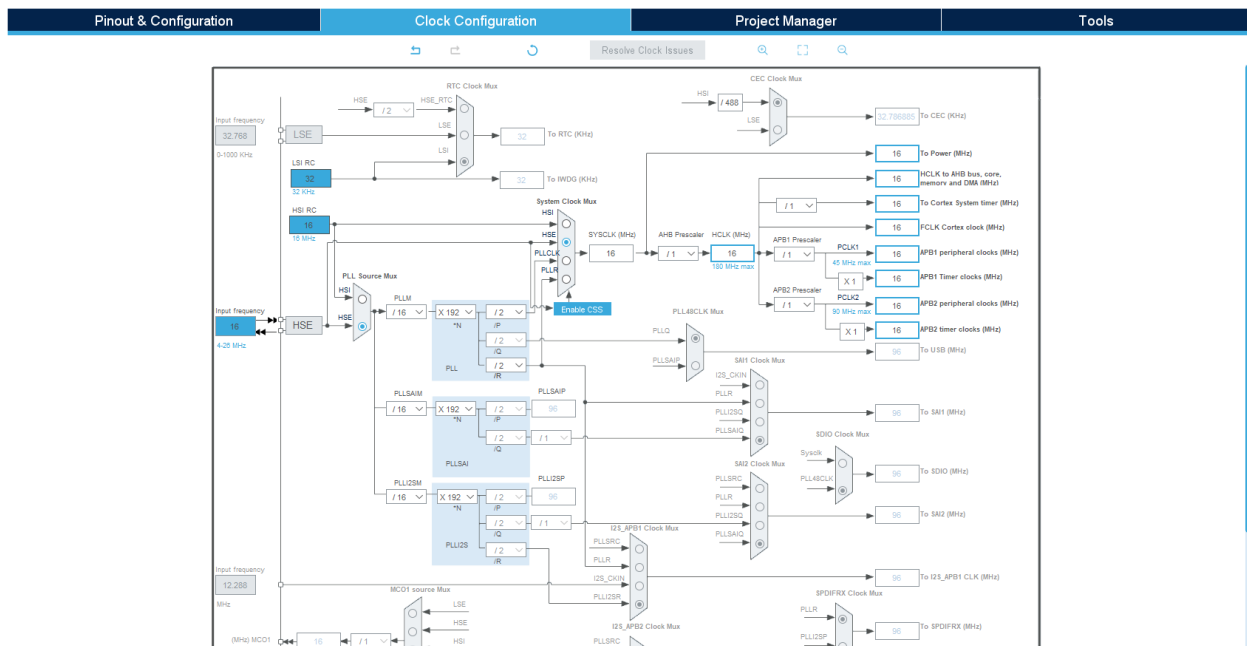 Pinout & Configuration
Clock Configuration
Project Manager
Tools
Resolve Clock Issues
RTC Clock Mux
CEC Clock Mux
HSE
/ 2
HSE_RTC
HSI
/ 488
32.786885
To CEC (KHz)
Input frequency
32.768
0-1000 KHz
LSE
LSE
LSI
LSE
32
To RTC (KHz)
LSI RC
32
32 KHz
32
To IWDG (KHz)
16
To Power (MHz)
16
HCLK to AHB bus, core,
memory and DMA (MHz)
HSI RC
16
16 MHz
System Clock Mux
HSI
HSE
PLLCLK
PLLR
SYSCLK (MHz)
16
AHB Prescaler
/ 1
HCLK (MHz)
16
180 MHz max
/ 1
16
To Cortex System timer (MHz)
16
FCLK Cortex clock (MHz)
APB1 Prescaler
/ 1
PCLK1
45 MHz max
16
APB1 peripheral clocks (MHz)
X 1
16
APB1 Timer clocks (MHz)
APB2 Prescaler
/ 1
PCLK2
90 MHz max
16
APB2 peripheral clocks (MHz)
X 1
16
APB2 timer clocks (MHz)
Enable CSS
PLL Source Mux
HSI
HSE
Input frequency
16
4-26 MHz
HSE
PLLM
/ 16
X 192
*N
/ 2
/P
/ 2
/Q
/ 2
/R
PLL
PLL48CLK Mux
PLLQ
PLLSAIP
96
To USB (MHz)
PLLSAIM
/ 16
X 192
*N
/ 2
/P
/ 2
/Q
/ 1
PLLSAIP
96
PLLSAI
SAI1 Clock Mux
I2S_CKIN
PLLR
PLLI2SQ
PLLSAIQ
96
To SAI1 (MHz)
SDIO Clock Mux
Sysclk
PLL48CLK
96
To SDIO (MHz)
PLLI2SM
/ 16
X 192
*N
/ 2
/P
/ 2
/Q
/ 1
/ 2
/R
PLLI2SP
96
PLLI2S
SAI2 Clock Mux
PLLSRC
PLLR
PLLI2SQ
PLLSAIQ
96
To SAI2 (MHz)
I2S_APB1 Clock Mux
PLLSRC
PLLR
I2S_CKIN
PLLI2SR
96
To I2S_APB1 CLK (MHz)
Input frequency
12.288
MHz
MCO1 source Mux
LSE
HSE
HSI
(MHz) MCO1
16
/ 1
I2S_APB2 Clock Mux
PLLSRC
SPDIFRX Clock Mux
PLLR
PLLI2SP
96
To SPDIFRX (MHz)